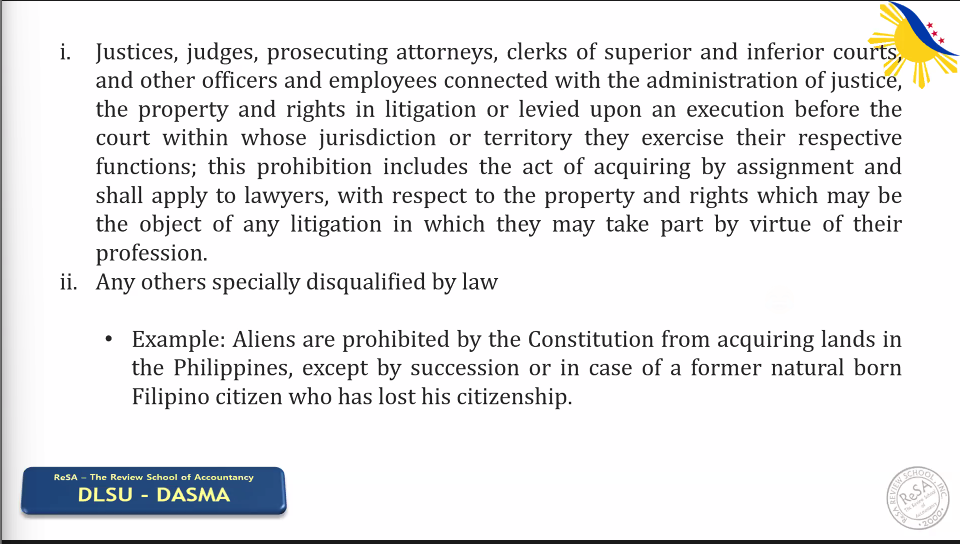 i. Justices, judges, prosecuting attorneys, clerks of superior and inferior courts,
and other officers and employees connected with the administration of justice,
the property and rights in litigation or levied upon an execution before the
court within whose jurisdiction or territory they exercise their respective
functions; this prohibition includes the act of acquiring by assignment and
shall apply to lawyers, with respect to the property and rights which may be
the object of any litigation in which they may take part by virtue of their
profession.
ii. Any others specially disqualified by law
• Example: Aliens are prohibited by the Constitution from acquiring lands in
the Philippines, except by succession or in case of a former natural born
Filipino citizen who has lost his citizenship.
ReSA – The Review School of Accountancy
DLSU - DASMA
ReSA REVIEW SCHOOL, INC.
ReSA
The Review School
of
Accountancy
2000